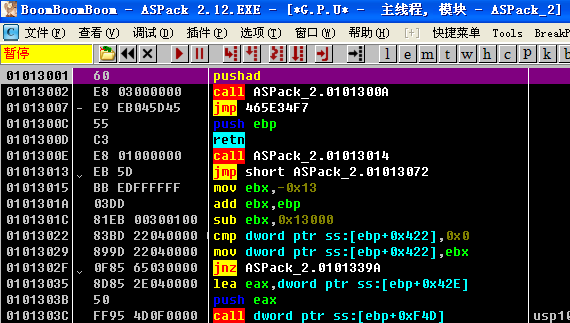 BoomBoomBoom - ASPack 2.12.EXE - [*G.P.U* - 主线程, 模块 - ASPack_2]
C 文件(F) 查看(V) 调试(D) 插件(P) 选项(T) 窗口(W) 帮助(H) [+] 快捷菜单 Tools BreakP
暂停 l e m t w h c
01013001 60 pushad
01013002 E8 03000000 call ASPack_2.0101300A
01013007 - E9 EB045D45 jmp 465E34F7
0101300C 55 push ebp
0101300D C3 retn
0101300E E8 01000000 call ASPack_2.01013014
01013013 EB 5D jmp short ASPack_2.01013072
01013015 BB EDFFFFFF mov ebx,-0x13
0101301A 03DD add ebx,ebp
0101301C 81EB 00300100 sub ebx,0x13000
01013022 83BD 22040000 cmp dword ptr ss:[ebp+0x422],0x0
01013029 899D 22040000 mov dword ptr ss:[ebp+0x422],ebx
0101302F 0F85 65030000 jnz ASPack_2.0101339A
01013035 8D85 2E040000 lea eax,dword ptr ss:[ebp+0x42E]
0101303B 50 push eax
0101303C FF95 4D0F0000 call dword ptr ss:[ebp+0xF4D] usp10